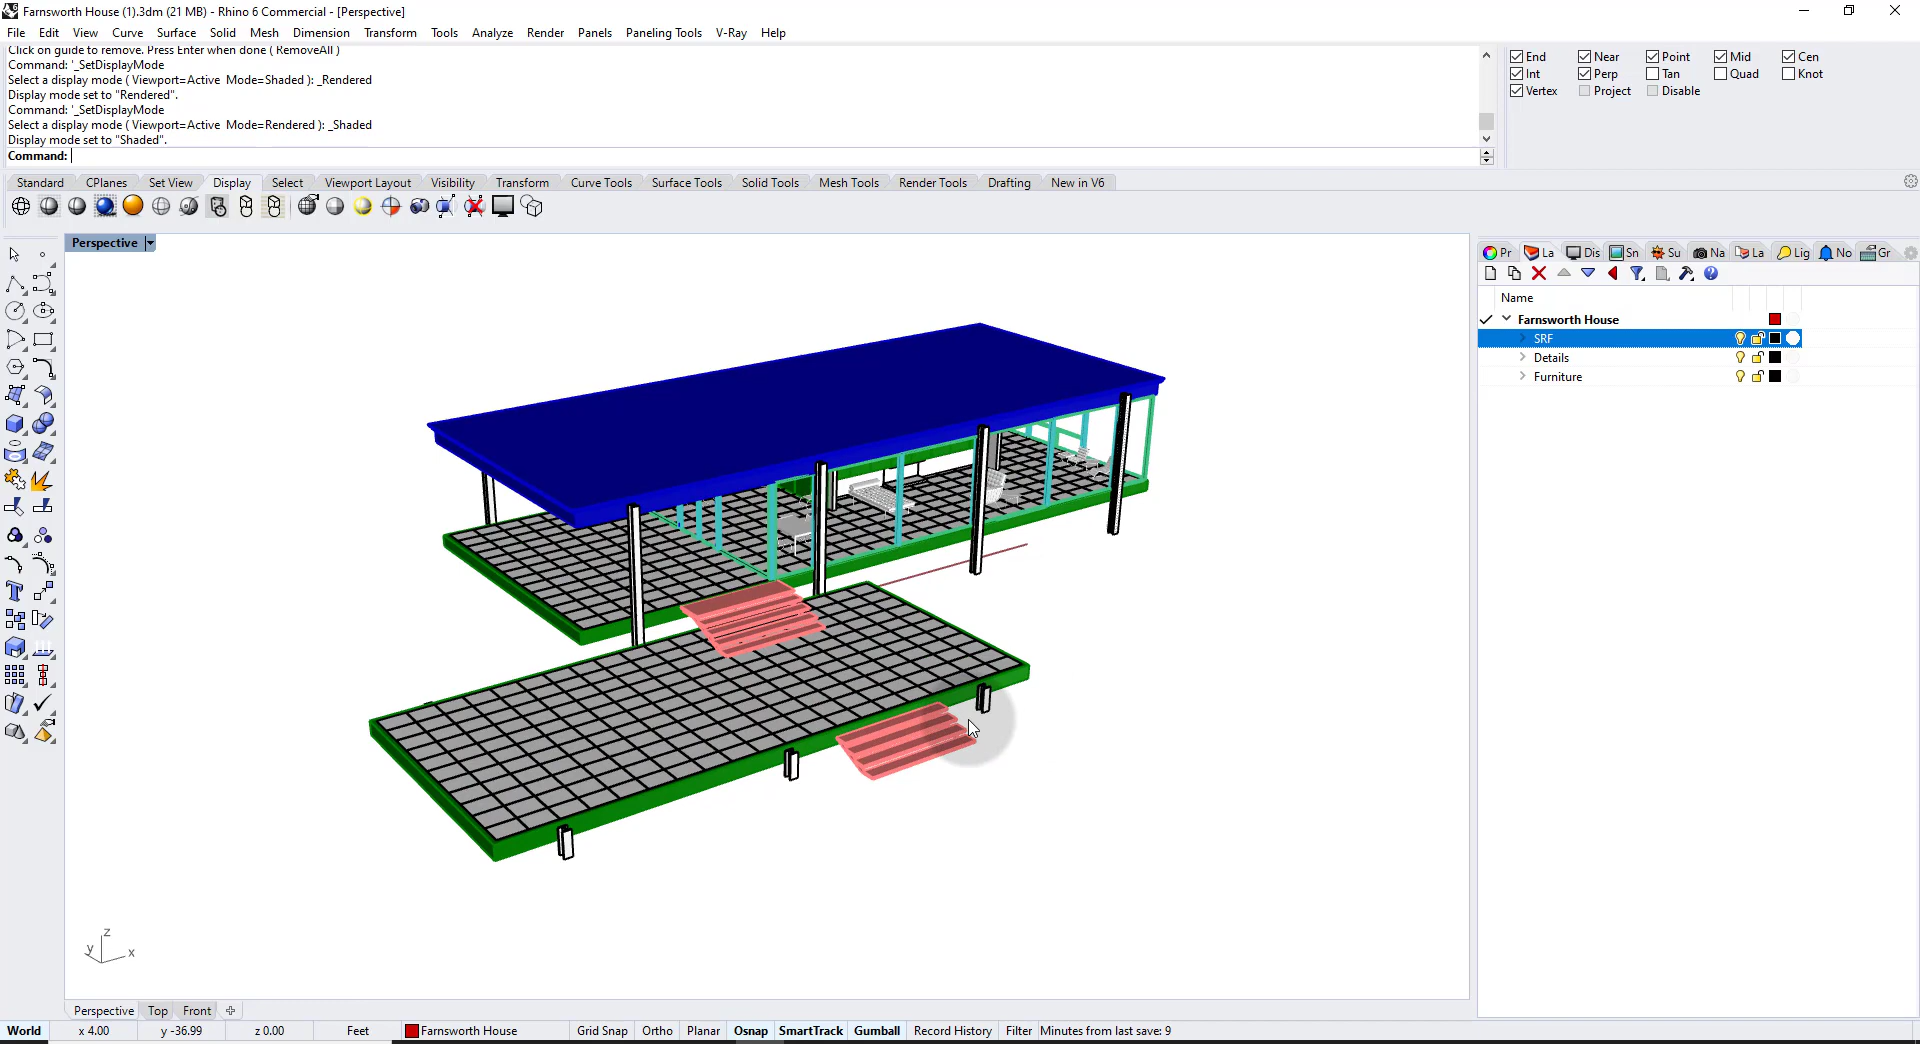 Farnsworth House (1).3dm (21 MB) - Rhino 6 Commercial - [Perspective]
File Edit View Curve Surface Solid Mesh Dimension Transform Tools Analyze Render Panels Paneling Tools V-Ray Help
Click on guide to remove. Press Enter when done ( RemoveAll )
Command: '_SetDisplayMode
Select a display mode ( Viewport=Active Mode=Shaded ): _Rendered
Display mode set to "Rendered".
Command: '_SetDisplayMode
Select a display mode ( Viewport=Active Mode=Rendered ): _Shaded
Display mode set to "Shaded".
Command:
End Near Point Mid Cen
Int Perp Tan Quad Knot
Vertex Project Disable
Standard CPlanes Set View Display Select Viewport Layout Visibility Transform Curve Tools Surface Tools Solid Tools Mesh Tools Render Tools Drafting New in V6
Perspective
Pr La Dis Sn Su Na La Lig No Gr
Name
Farnsworth House
SRF
Details
Furniture
z
y x
Perspective Top Front
World x 4.00 y -36.99 z 0.00 Feet Farnsworth House Grid Snap Ortho Planar Osnap SmartTrack Gumball Record History Filter Minutes from last save: 9